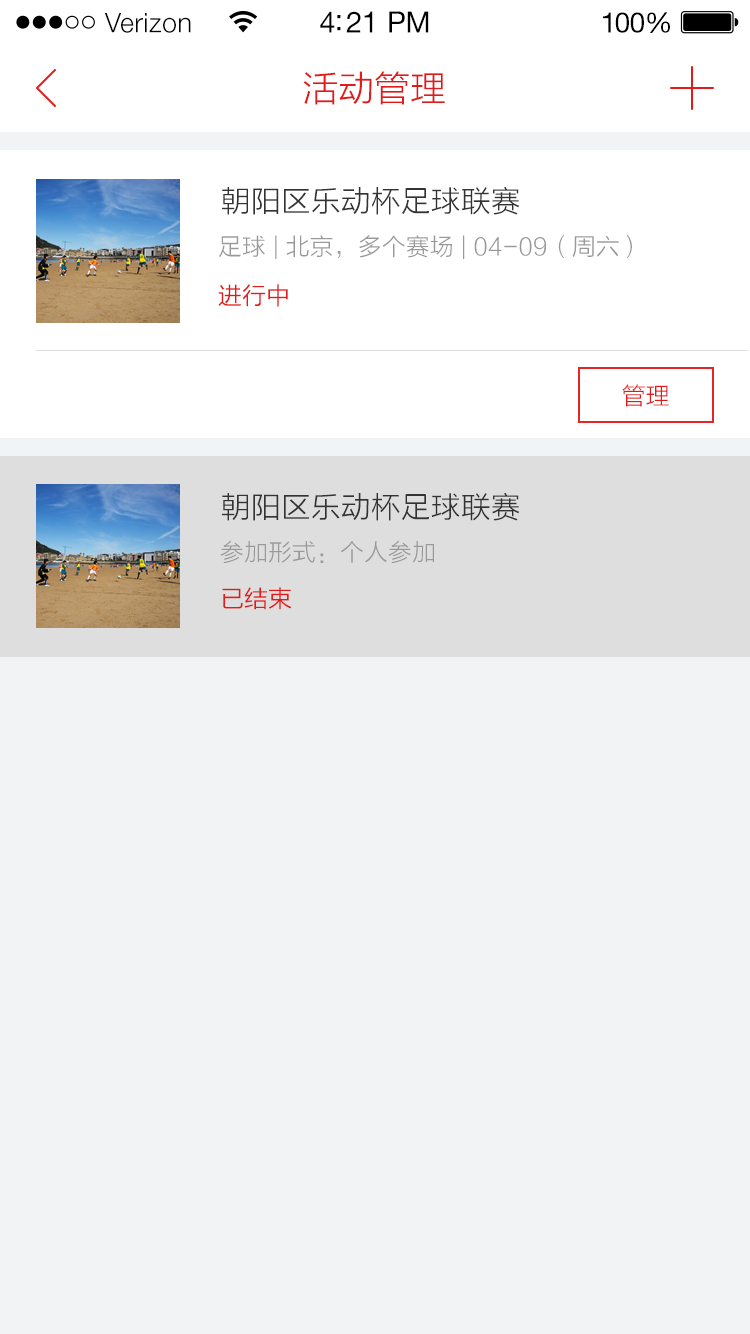 Verizon 4:21 PM 100%
活动管理
朝阳区乐动杯足球联赛
足球 | 北京，多个赛场 | 04-09（周六）
进行中
管理
朝阳区乐动杯足球联赛
参加形式：个人参加
已结束